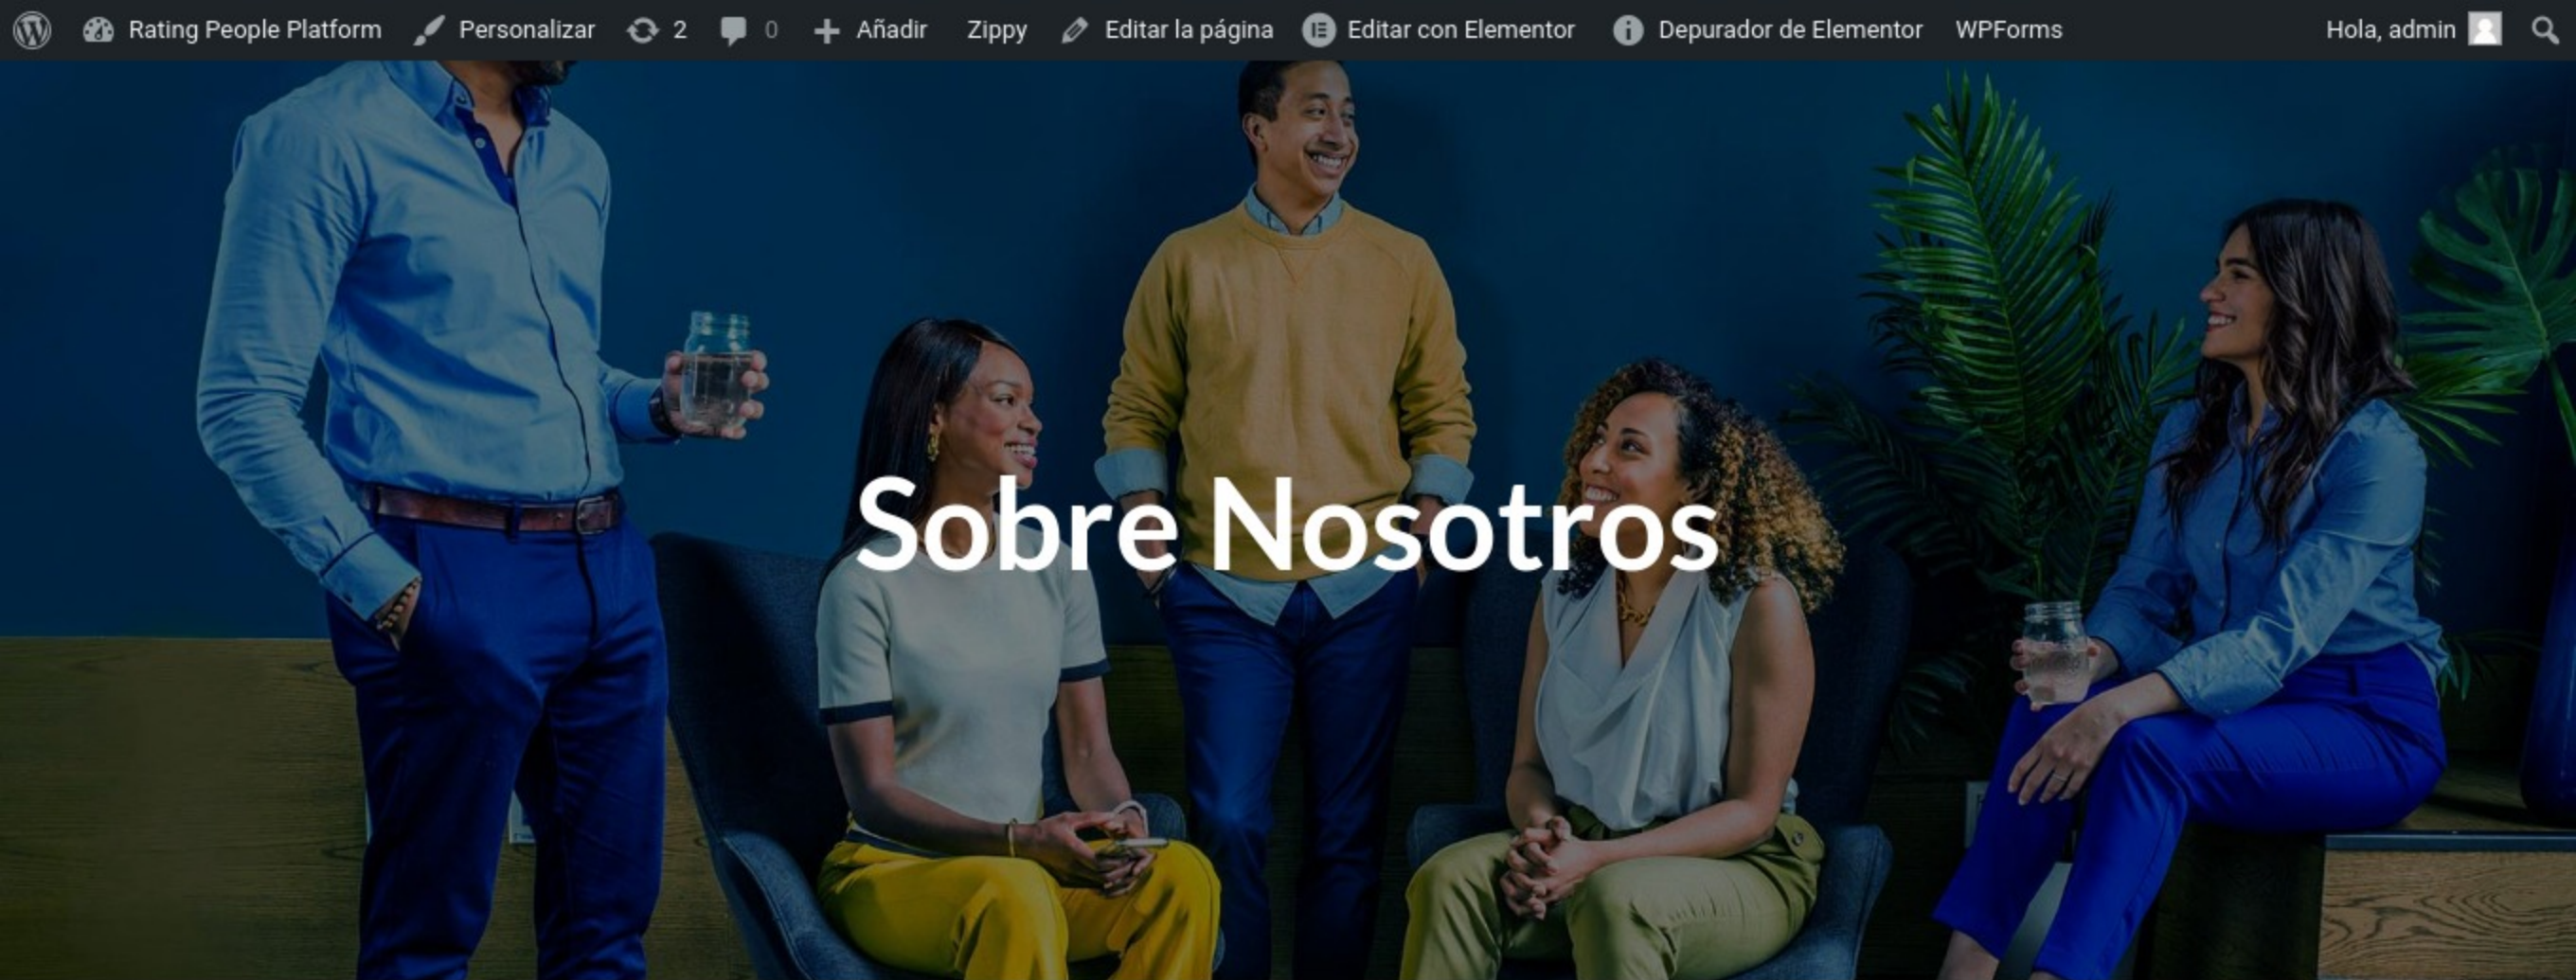 Rating People Platform Personalizar 2 0 Añadir Zippy Editar la página Editar con Elementor Depurador de Elementor WPForms Hola, admin
Sobre Nosotros